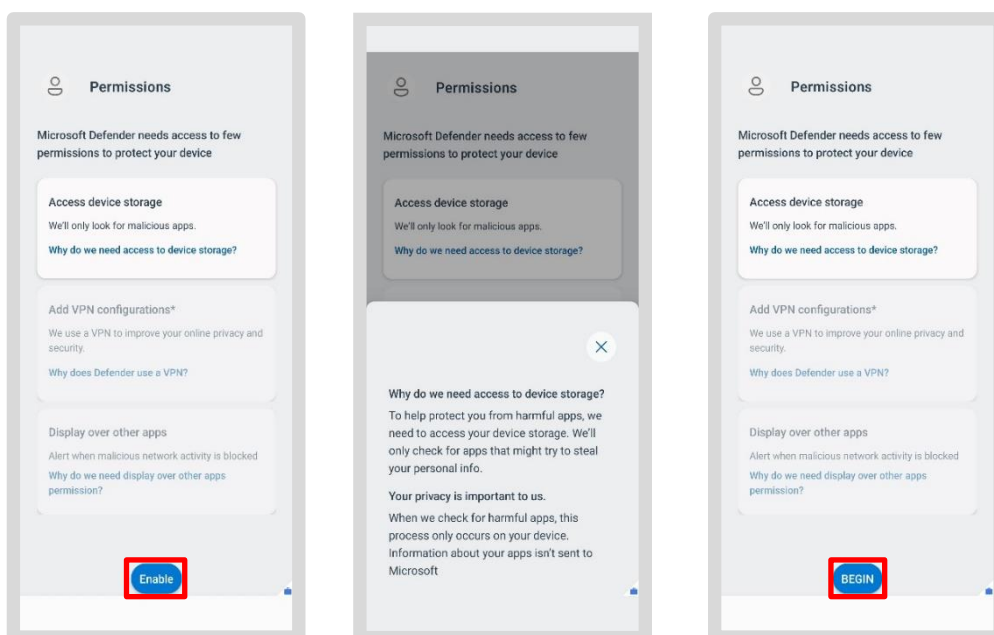 Permissions
Microsoft Defender needs access to few
permissions to protect your device
Access device storage
We'll only look for malicious apps.
Why do we need access to device storage?
Add VPN configurations*
We use a VPN to improve your online privacy and
security.
Why does Defender use a VPN?
Display over other apps
Alert when malicious network activity is blocked
Why do we need display over other apps
permission?
Enable
Permissions
Microsoft Defender needs access to few
permissions to protect your device
Access device storage
We'll only look for malicious apps.
Why do we need access to device storage?
Why do we need access to device storage?
To help protect you from harmful apps, we
need to access your device storage. We'll
only check for apps that might try to steal
your personal info.
Your privacy is important to us.
When we check for harmful apps, this
process only occurs on your device.
Information about your apps isn't sent to
Microsoft
Permissions
Microsoft Defender needs access to few
permissions to protect your device
Access device storage
We'll only look for malicious apps.
Why do we need access to device storage?
Add VPN configurations*
We use a VPN to improve your online privacy and
security.
Why does Defender use a VPN?
Display over other apps
Alert when malicious network activity is blocked
Why do we need display over other apps
permission?
BEGIN